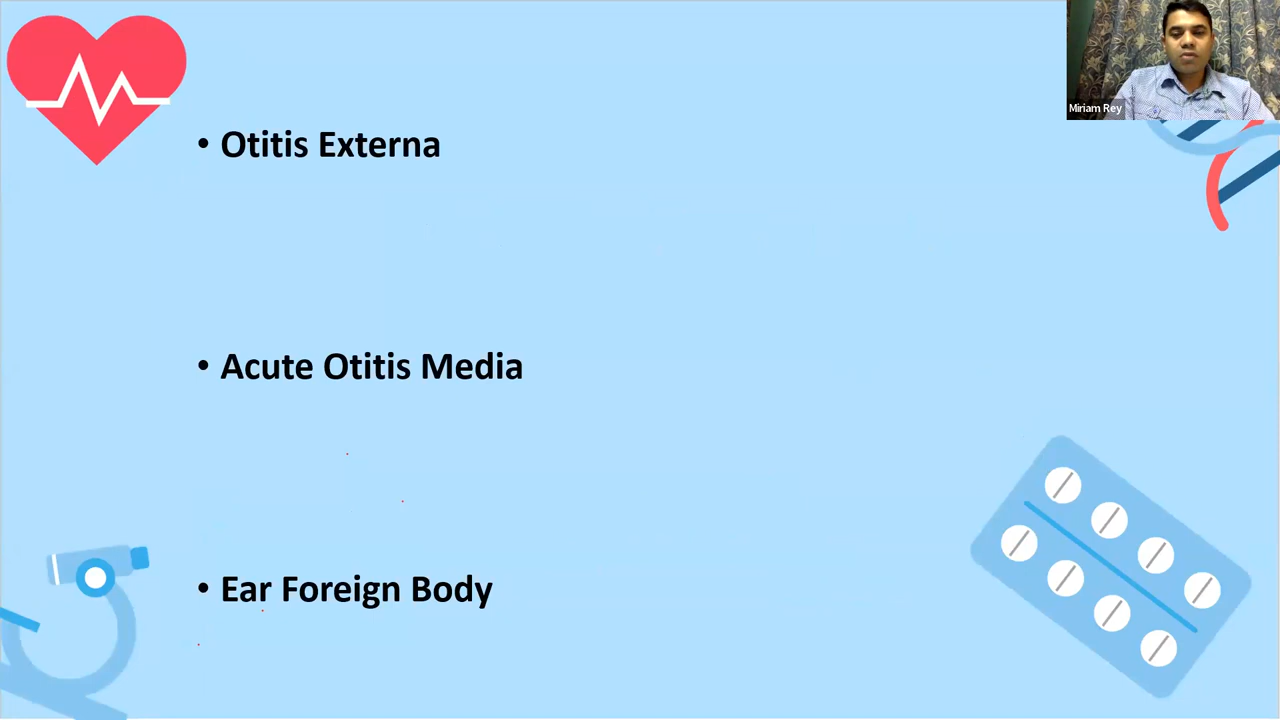 • Otitis Externa
Miriam Rey
• Acute Otitis Media
• Ear Foreign Body